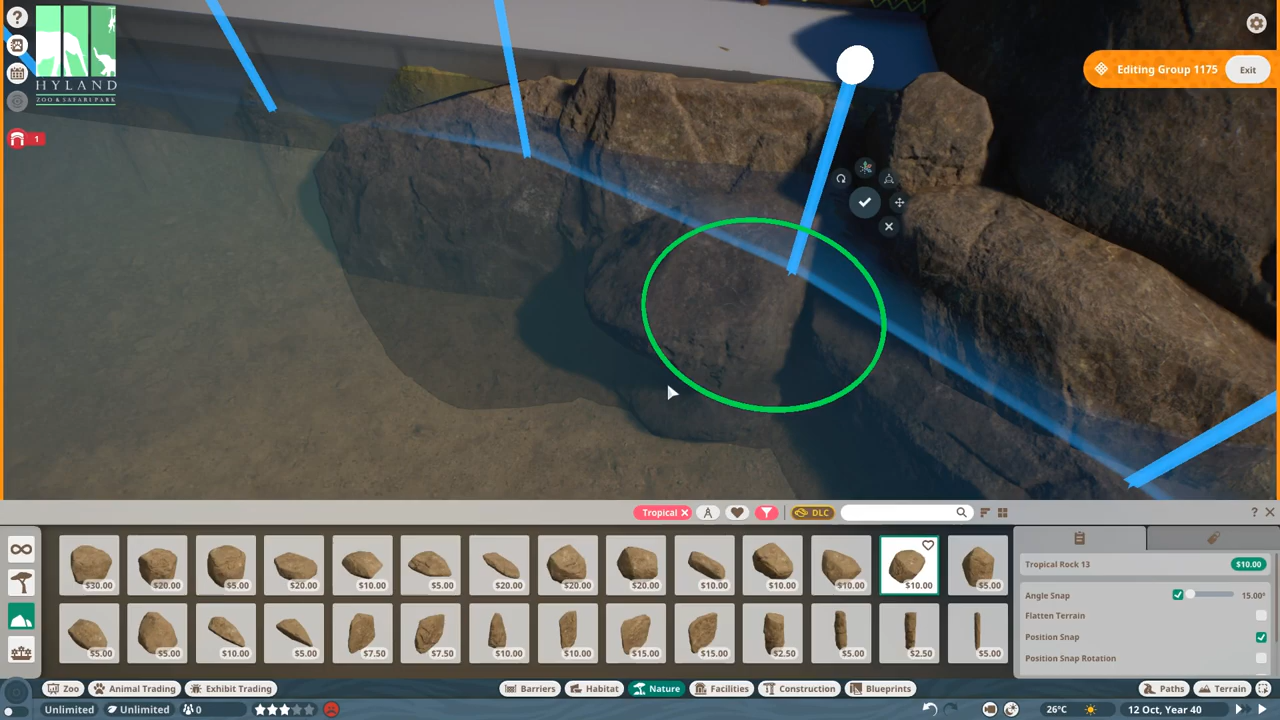 HYLAND
ZOO & SAFARI PARK
1
Editing Group 1175
Exit
Tropical
DLC
$30.00 $20.00 $5.00 $20.00 $10.00 $5.00 $20.00 $20.00 $20.00 $10.00 $10.00 $10.00 $10.00 $5.00
$5.00 $5.00 $10.00 $5.00 $7.50 $7.50 $10.00 $10.00 $15.00 $15.00 $2.50 $5.00 $2.50 $5.00
Tropical Rock 13 $10.00
Angle Snap 15.00°
Flatten Terrain
Position Snap
Position Snap Rotation
Zoo Animal Trading Exhibit Trading Barriers Habitat Nature Facilities Construction Blueprints Paths Terrain
Unlimited Unlimited 0 26°C 12 Oct, Year 40